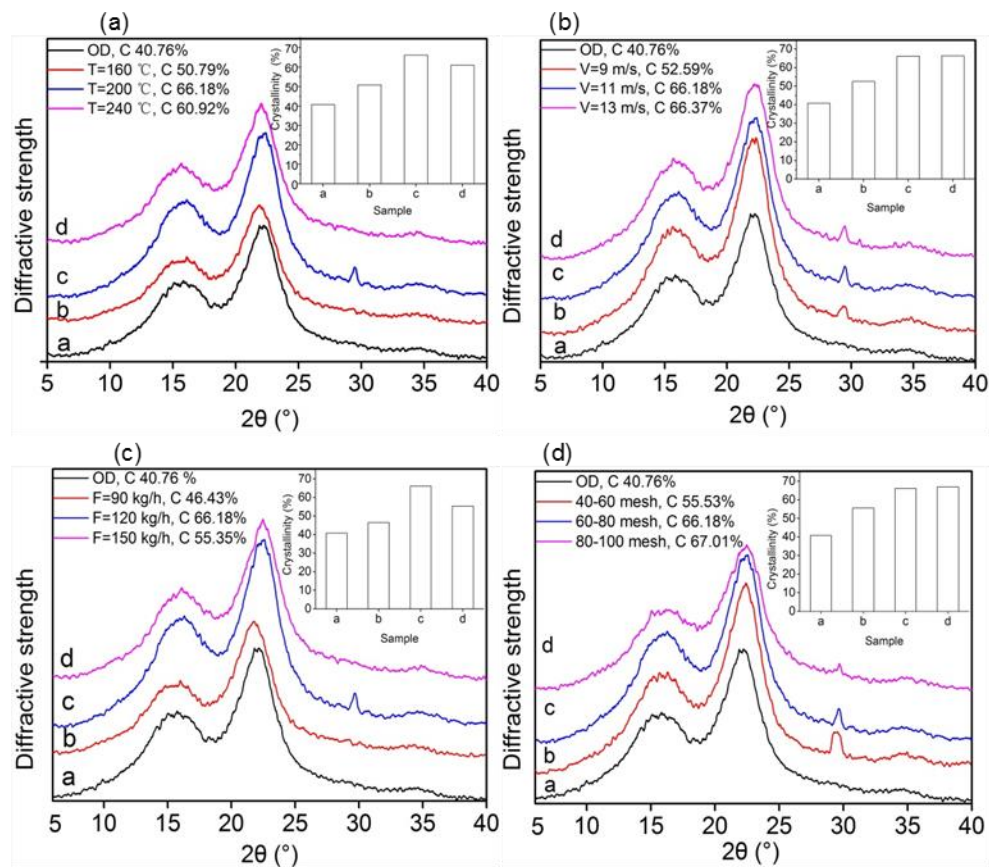 (a)
OD, C 40.76%
T=160 ℃, C 50.79%
T=200 ℃, C 66.18%
T=240 ℃, C 60.92%
Crystallinity (%)
70
60
50
40
30
20
10
0
a b c d
Sample
Diffractive strength
d
c
b
a
5 10 15 20 25 30 35 40
2θ (°)
(b)
OD, C 40.76%
V=9 m/s, C 52.59%
V=11 m/s, C 66.18%
V=13 m/s, C 66.37%
Crystallinity (%)
70
60
50
40
30
20
10
0
a b c d
Sample
Diffractive strength
d
c
b
a
5 10 15 20 25 30 35 40
2θ (°)
(c)
OD, C 40.76 %
F=90 kg/h, C 46.43%
F=120 kg/h, C 66.18%
F=150 kg/h, C 55.35%
Crystallinity (%)
70
60
50
40
30
20
10
0
a b c d
Sample
Diffractive strength
d
c
b
a
5 10 15 20 25 30 35 40
2θ (°)
(d)
OD, C 40.76%
40-60 mesh, C 55.53%
60-80 mesh, C 66.18%
80-100 mesh, C 67.01%
Crystallinity (%)
70
60
50
40
30
20
10
0
a b c d
Sample
Diffractive strength
d
c
b
a
5 10 15 20 25 30 35 40
2θ (°)